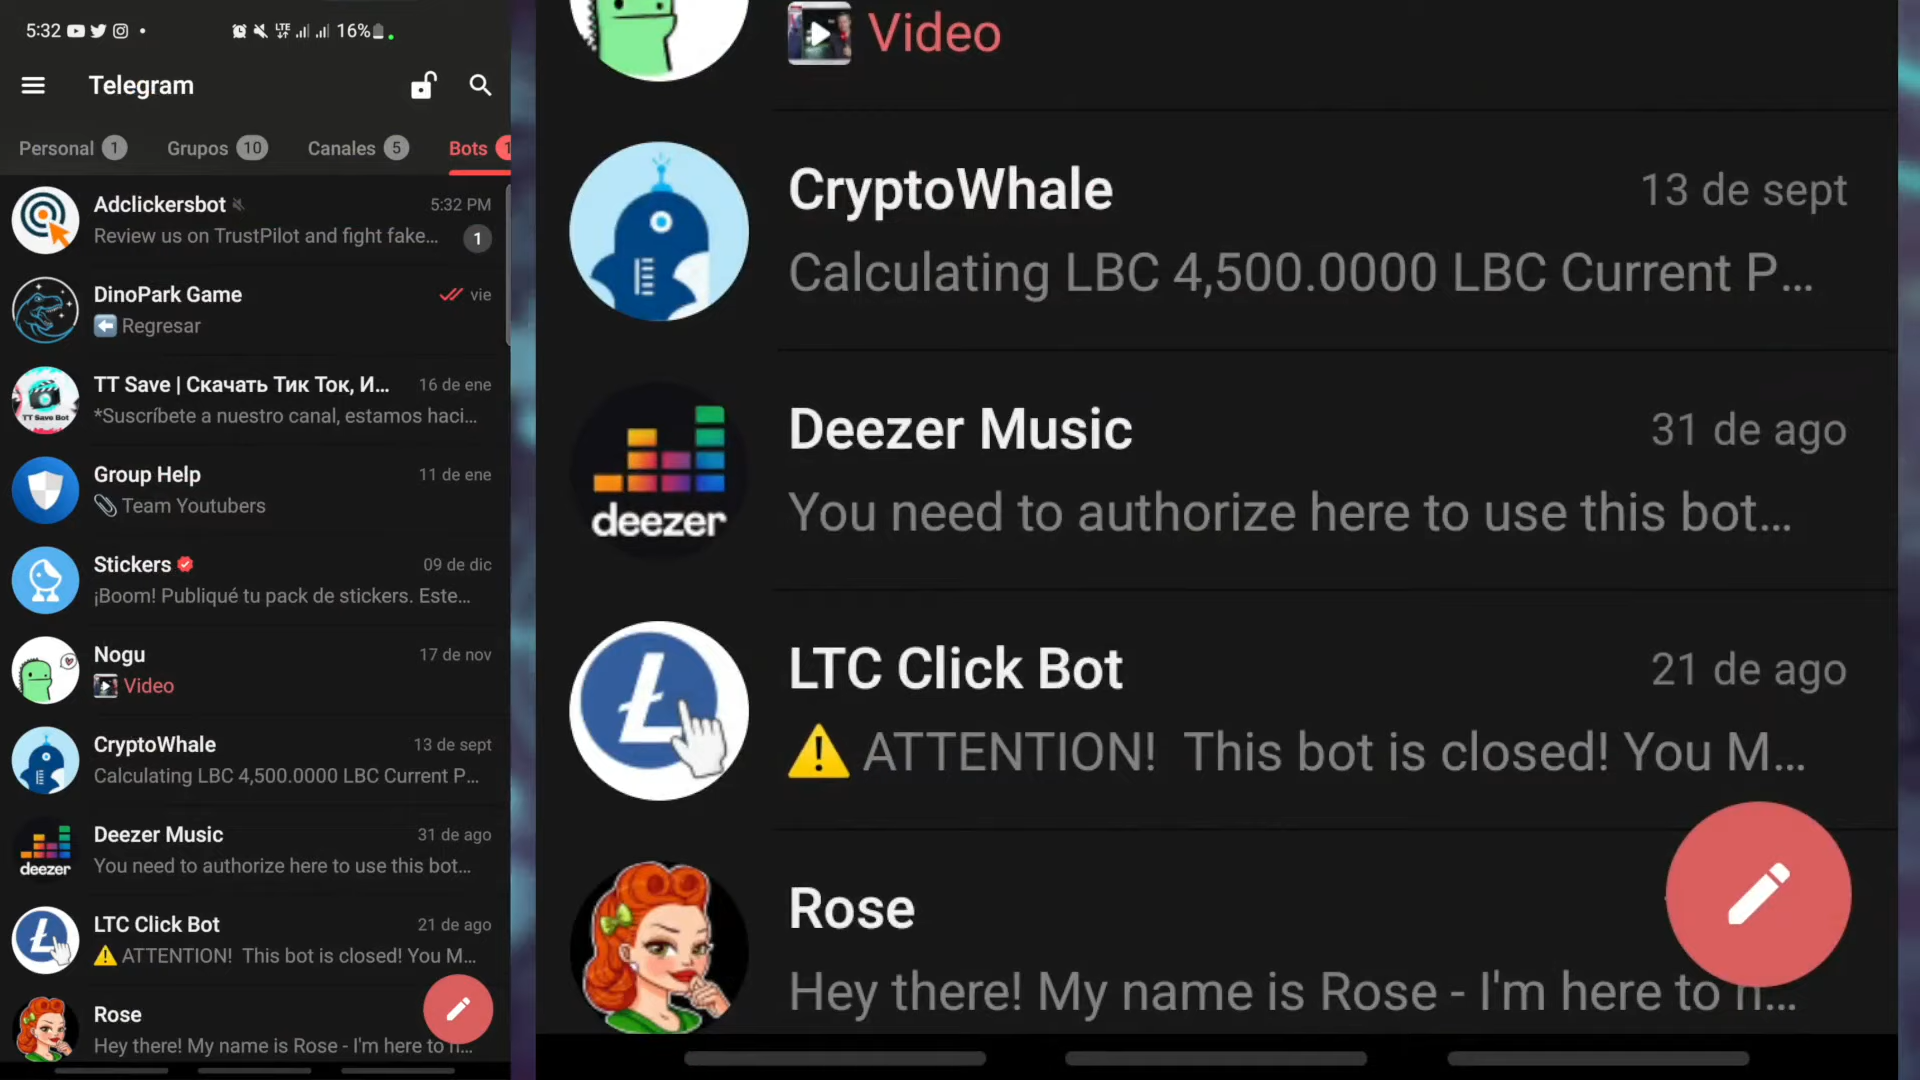 5:32
LTE
16%
Telegram
Personal 1
Grupos 10
Canales 5
Bots 1
Adclickersbot
5:32 PM
Review us on TrustPilot and fight fake...
1
DinoPark Game
vie
Regresar
TT Save | Скачать Тик Ток, И...
16 de ene
*Suscríbete a nuestro canal, estamos haci...
TT Save Bot
Group Help
11 de ene
Team Youtubers
Stickers
09 de dic
¡Boom! Publiqué tu pack de stickers. Este...
Nogu
17 de nov
Video
CryptoWhale
13 de sept
Calculating LBC 4,500.0000 LBC Current P...
Deezer Music
31 de ago
You need to authorize here to use this bot...
deezer
LTC Click Bot
21 de ago
ATTENTION! This bot is closed! You M...
Rose
Hey there! My name is Rose - I'm here to h...
Video
CryptoWhale
13 de sept
Calculating LBC 4,500.0000 LBC Current P...
Deezer Music
31 de ago
You need to authorize here to use this bot...
deezer
LTC Click Bot
21 de ago
ATTENTION! This bot is closed! You M...
Rose
Hey there! My name is Rose - I'm here to h...